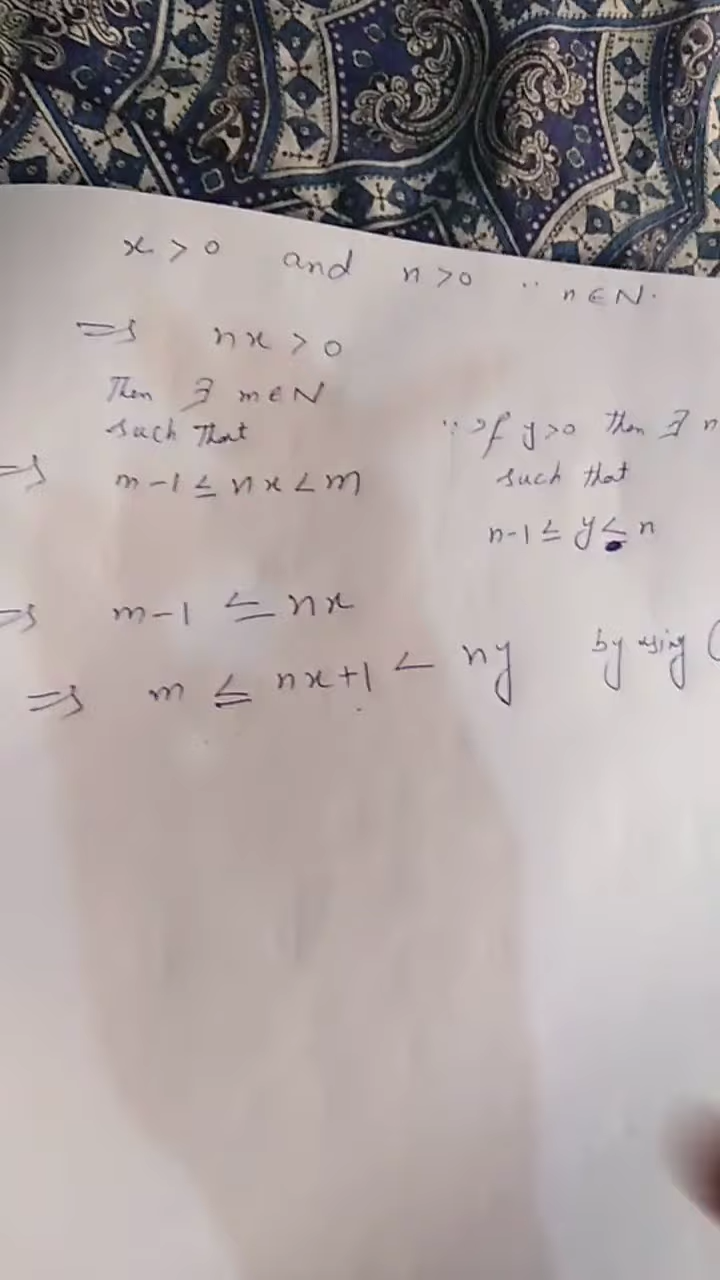 x > 0 and n > 0 ∵ n ∈ N.
⇒ nx > 0
Then ∃ m ∈ N
such That
⇒ m-1 ≤ nx < m
∵ If y>0 then ∃ n
such that
n-1 ≤ y < n
⇒ m-1 ≤ nx
⇒ m ≤ nx+1 < ny by using (